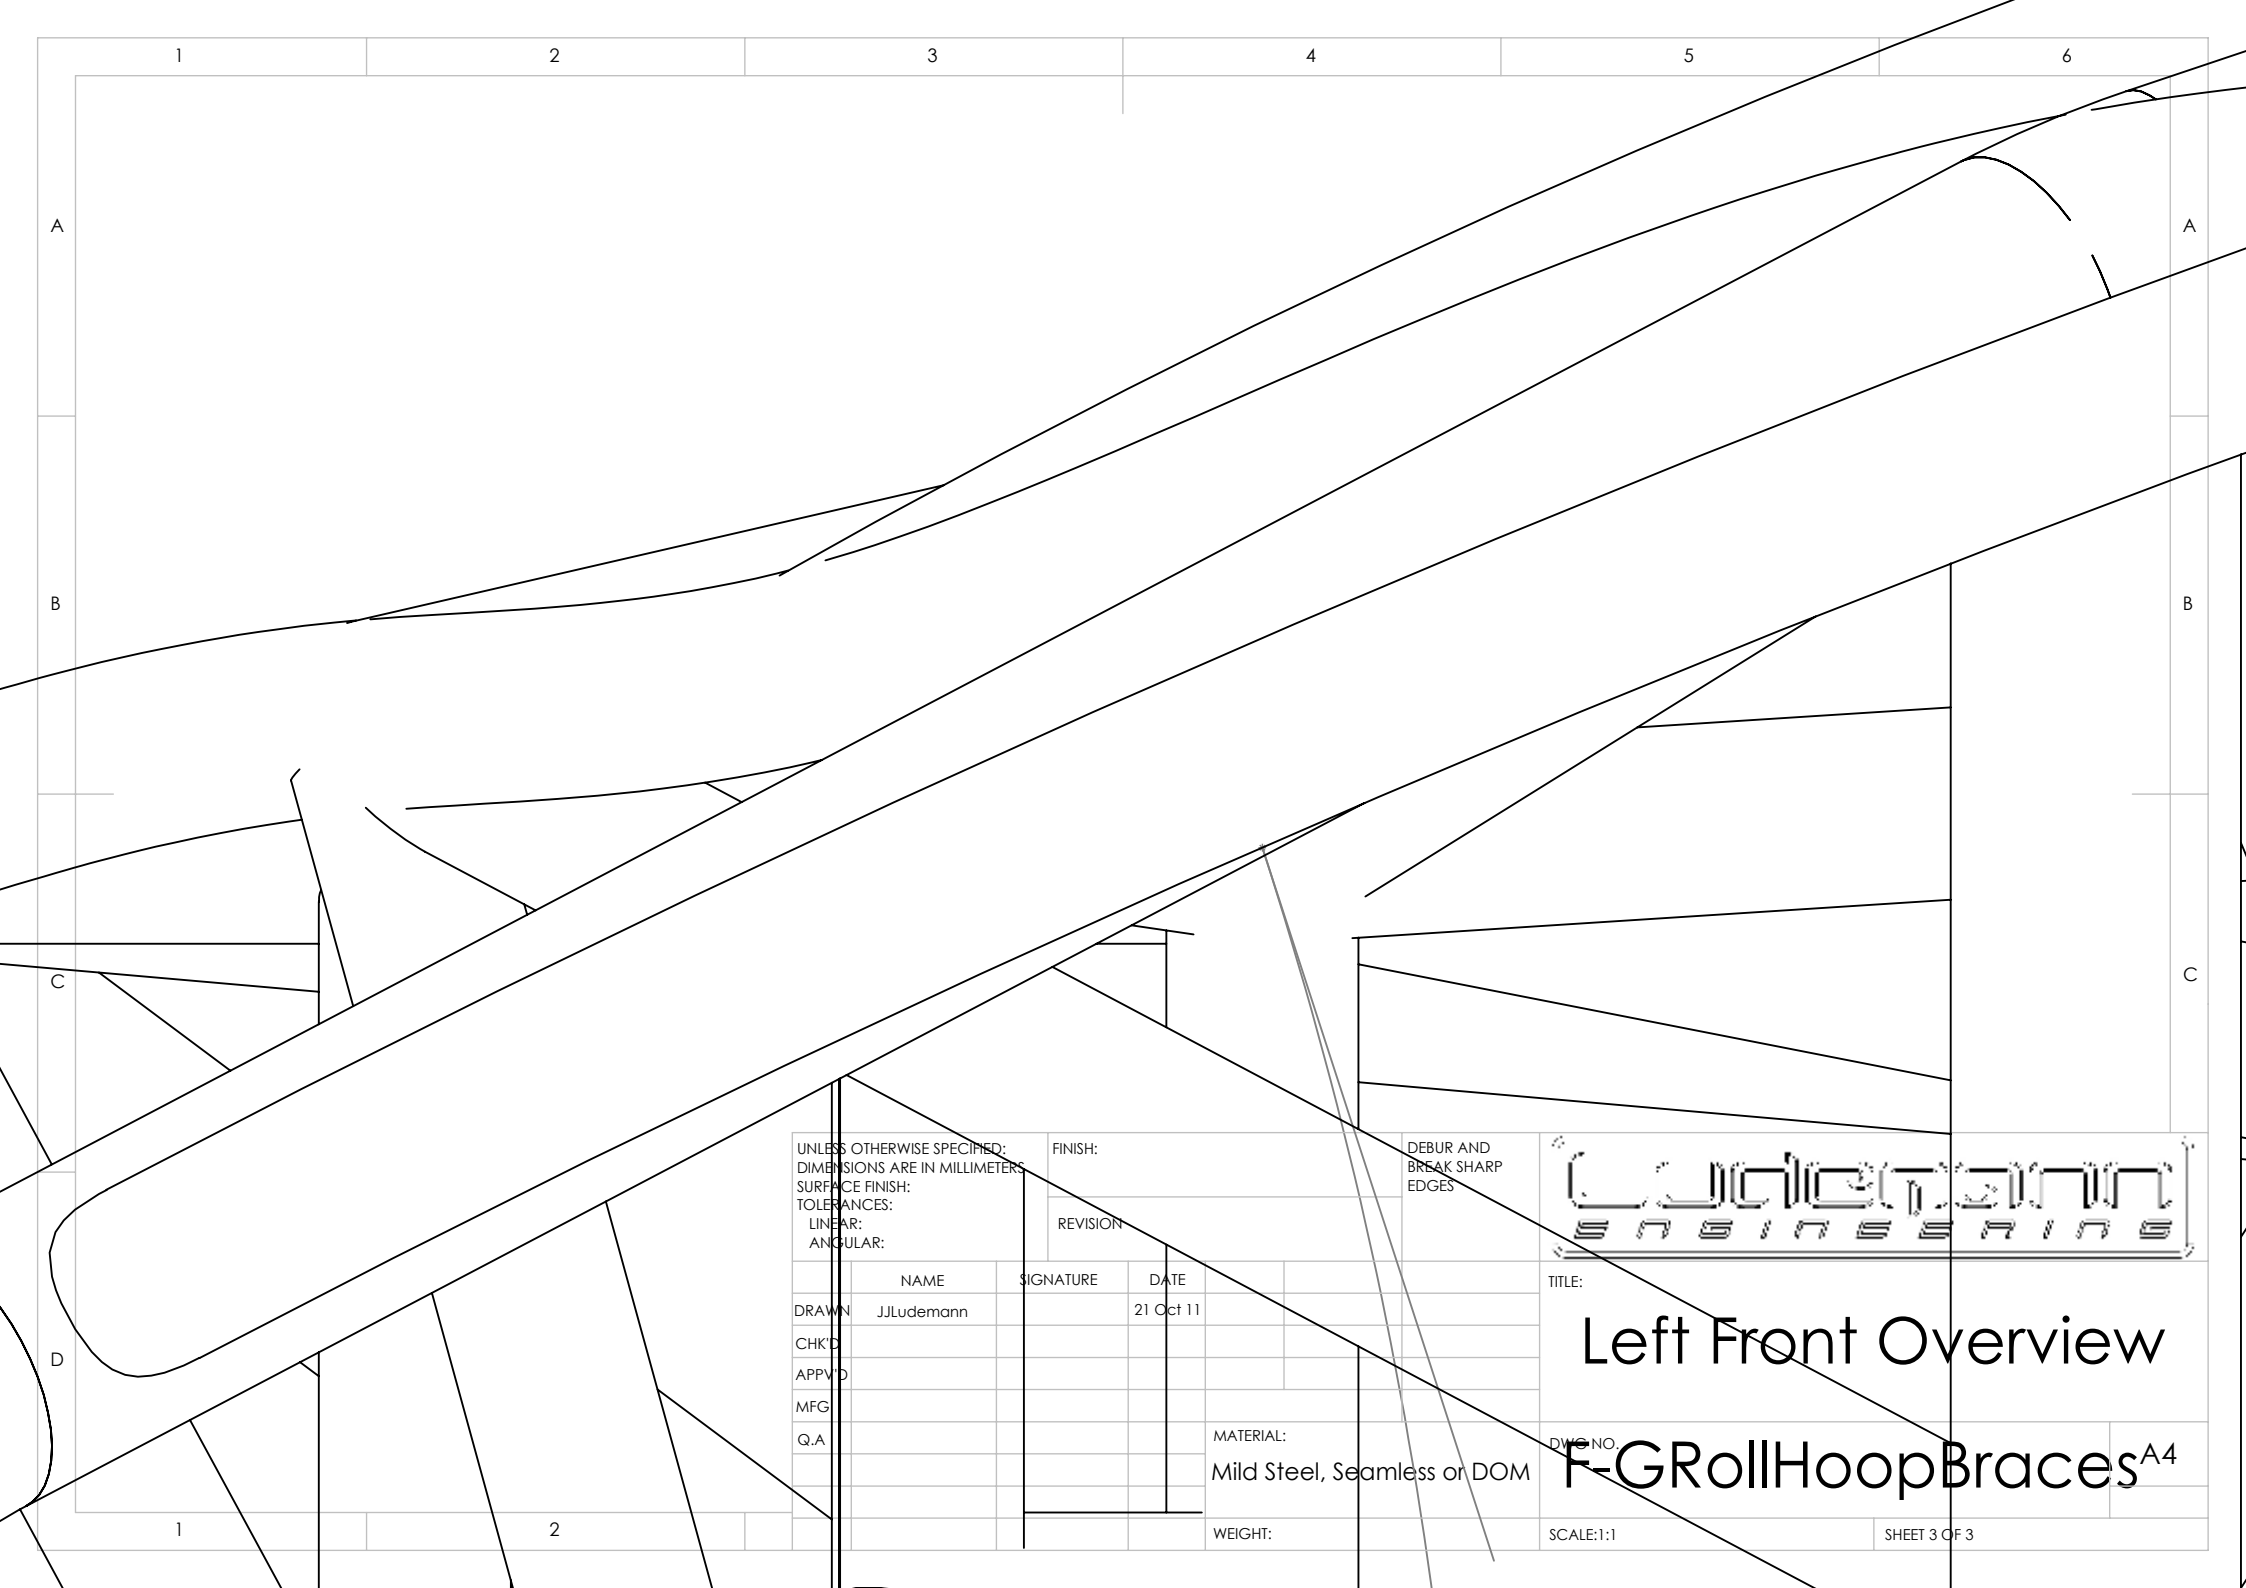 1 2 3 4 5 6
A A
B B
C C
D
UNLESS OTHERWISE SPECIFIED:
DIMENSIONS ARE IN MILLIMETERS
SURFACE FINISH:
TOLERANCES:
LINEAR:
ANGULAR:
FINISH:
REVISION
DEBUR AND
BREAK SHARP
EDGES
Ludemann
ENGINEERING
NAME SIGNATURE DATE
DRAWN JJLudemann 21 Oct 11
CHK'D
APPV'D
MFG
Q.A
MATERIAL:
Mild Steel, Seamless or DOM
WEIGHT:
TITLE:
Left Front Overview
DWG NO.
F-GRollHoopBraces A4
SCALE:1:1 SHEET 3 OF 3
1 2